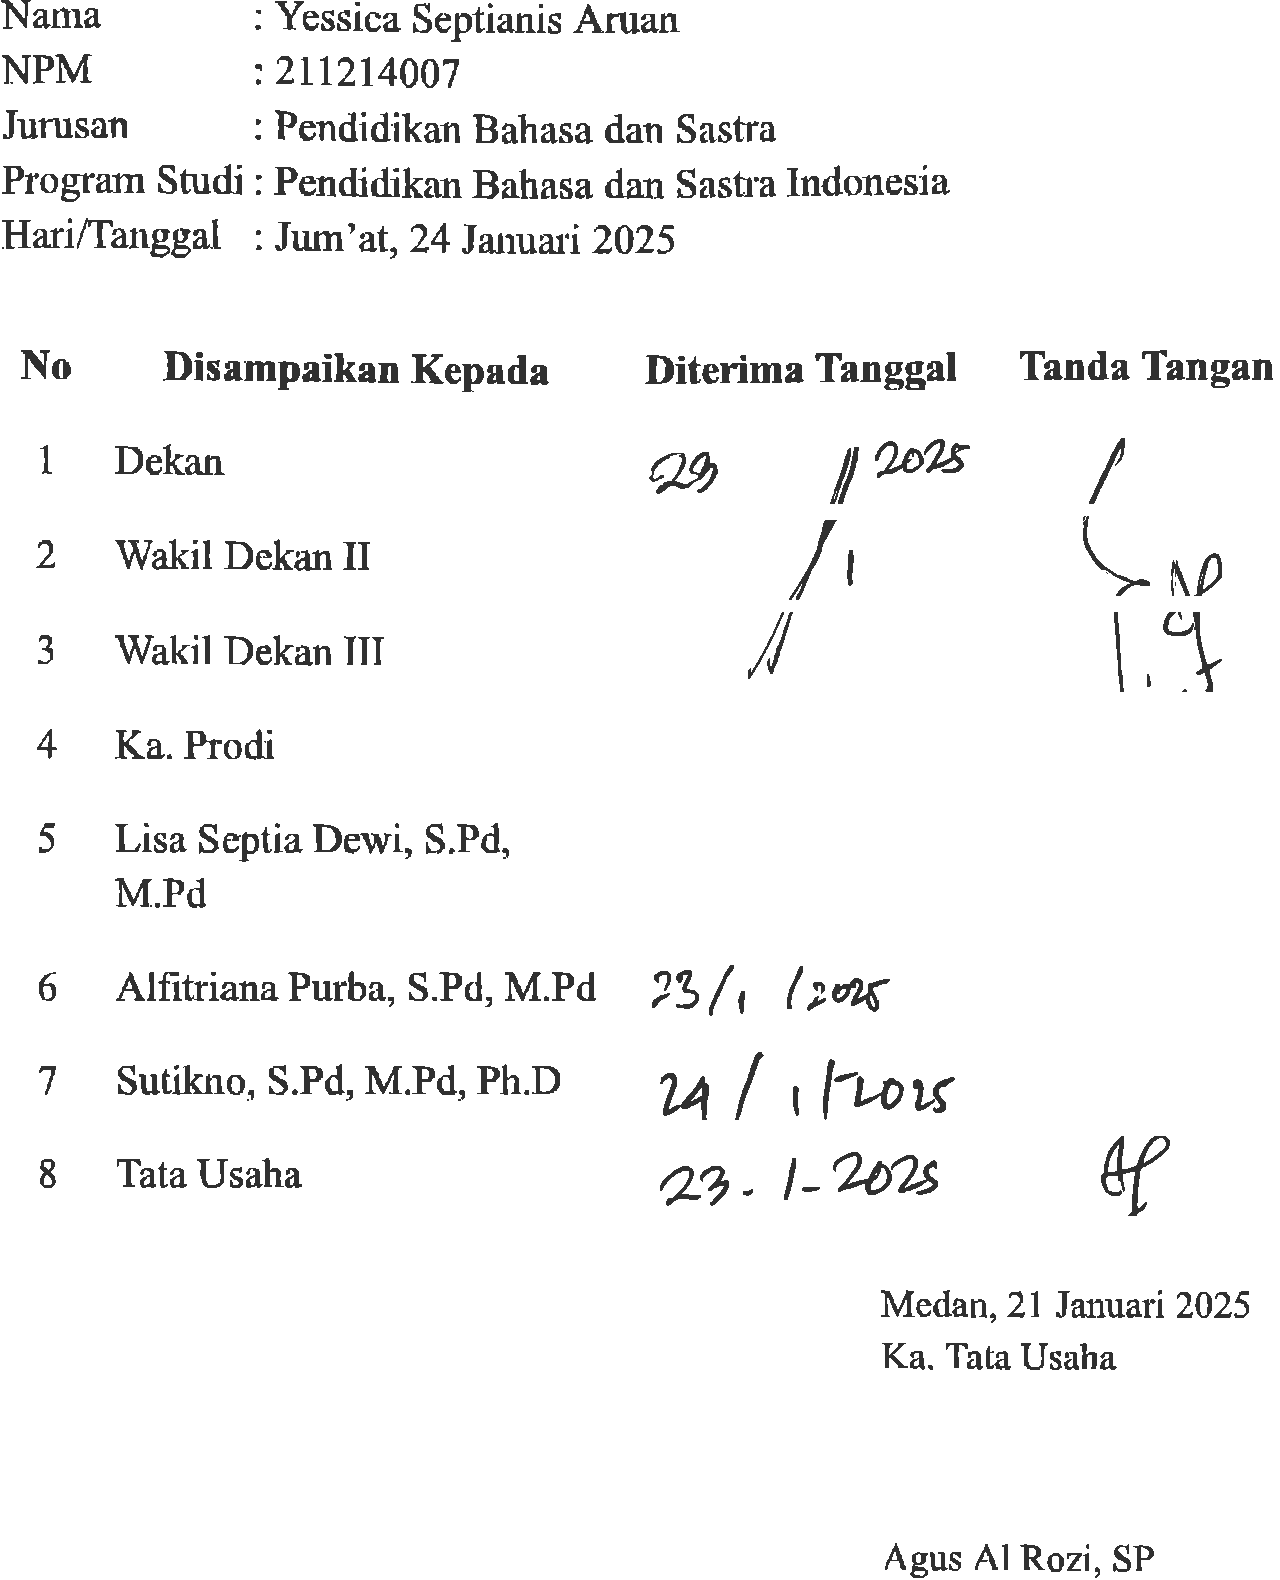 Nama : Yessica Septianis Aruan
NPM : 211214007
Jurusan : Pendidikan Bahasa dan Sastra
Program Studi : Pendidikan Bahasa dan Sastra Indonesia
Hari/Tanggal : Jum'at, 24 Januari 2025
No Disampaikan Kepada Diterima Tanggal Tanda Tangan
1 Dekan 2025
2 Wakil Dekan II
3 Wakil Dekan III
4 Ka. Prodi
5 Lisa Septia Dewi, S.Pd,
M.Pd
6 Alfitriana Purba, S.Pd, M.Pd 23/1/2025
7 Sutikno, S.Pd, M.Pd, Ph.D 24/1/2025
8 Tata Usaha 23-1-2025
Medan, 21 Januari 2025
Ka. Tata Usaha
Agus Al Rozi, SP